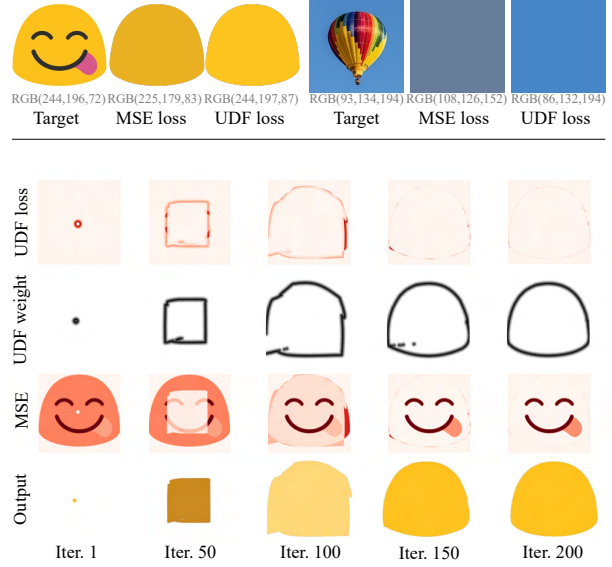 RGB(244,196,72) RGB(225,179,83) RGB(244,197,87) RGB(93,134,194) RGB(108,126,152) RGB(86,132,194)
Target MSE loss UDF loss Target MSE loss UDF loss
UDF loss
UDF weight
MSE
Output
Iter. 1 Iter. 50 Iter. 100 Iter. 150 Iter. 200